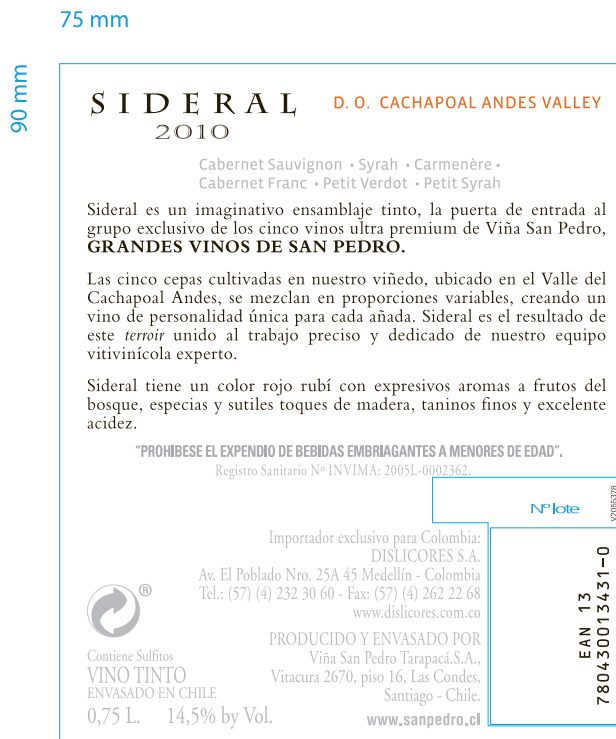 75 mm
90 mm
SIDERAL
2010
D. O. CACHAPOAL ANDES VALLEY
Cabernet Sauvignon • Syrah • Carmenère •
Cabernet Franc • Petit Verdot • Petit Syrah
Sideral es un imaginativo ensamblaje tinto, la puerta de entrada al
grupo exclusivo de los cinco vinos ultra premium de Viña San Pedro,
GRANDES VINOS DE SAN PEDRO.
Las cinco cepas cultivadas en nuestro viñedo, ubicado en el Valle del
Cachapoal Andes, se mezclan en proporciones variables, creando un
vino de personalidad única para cada añada. Sideral es el resultado de
este terroir unido al trabajo preciso y dedicado de nuestro equipo
vitivinícola experto.
Sideral tiene un color rojo rubí con expresivos aromas a frutos del
bosque, especias y sutiles toques de madera, taninos finos y excelente
acidez.
"PROHIBESE EL EXPENDIO DE BEBIDAS EMBRIAGANTES A MENORES DE EDAD".
Registro Sanitario Nº INVIMA: 2005L-0002362.
Nº lote
V2055378
Importador exclusivo para Colombia:
DISLICORES S.A.
Av. El Poblado Nro. 25A 45 Medellín - Colombia
Tel.: (57) (4) 232 30 60 - Fax: (57) (4) 262 22 68
www.dislicores.com.co
PRODUCIDO Y ENVASADO POR
Viña San Pedro Tarapacá.S.A.,
Vitacura 2670, piso 16, Las Condes,
Santiago - Chile.
www.sanpedro.cl
®
Contiene Sulfitos
VINO TINTO
ENVASADO EN CHILE
0,75 L. 14,5% by Vol.
EAN 13
7804300013431-0